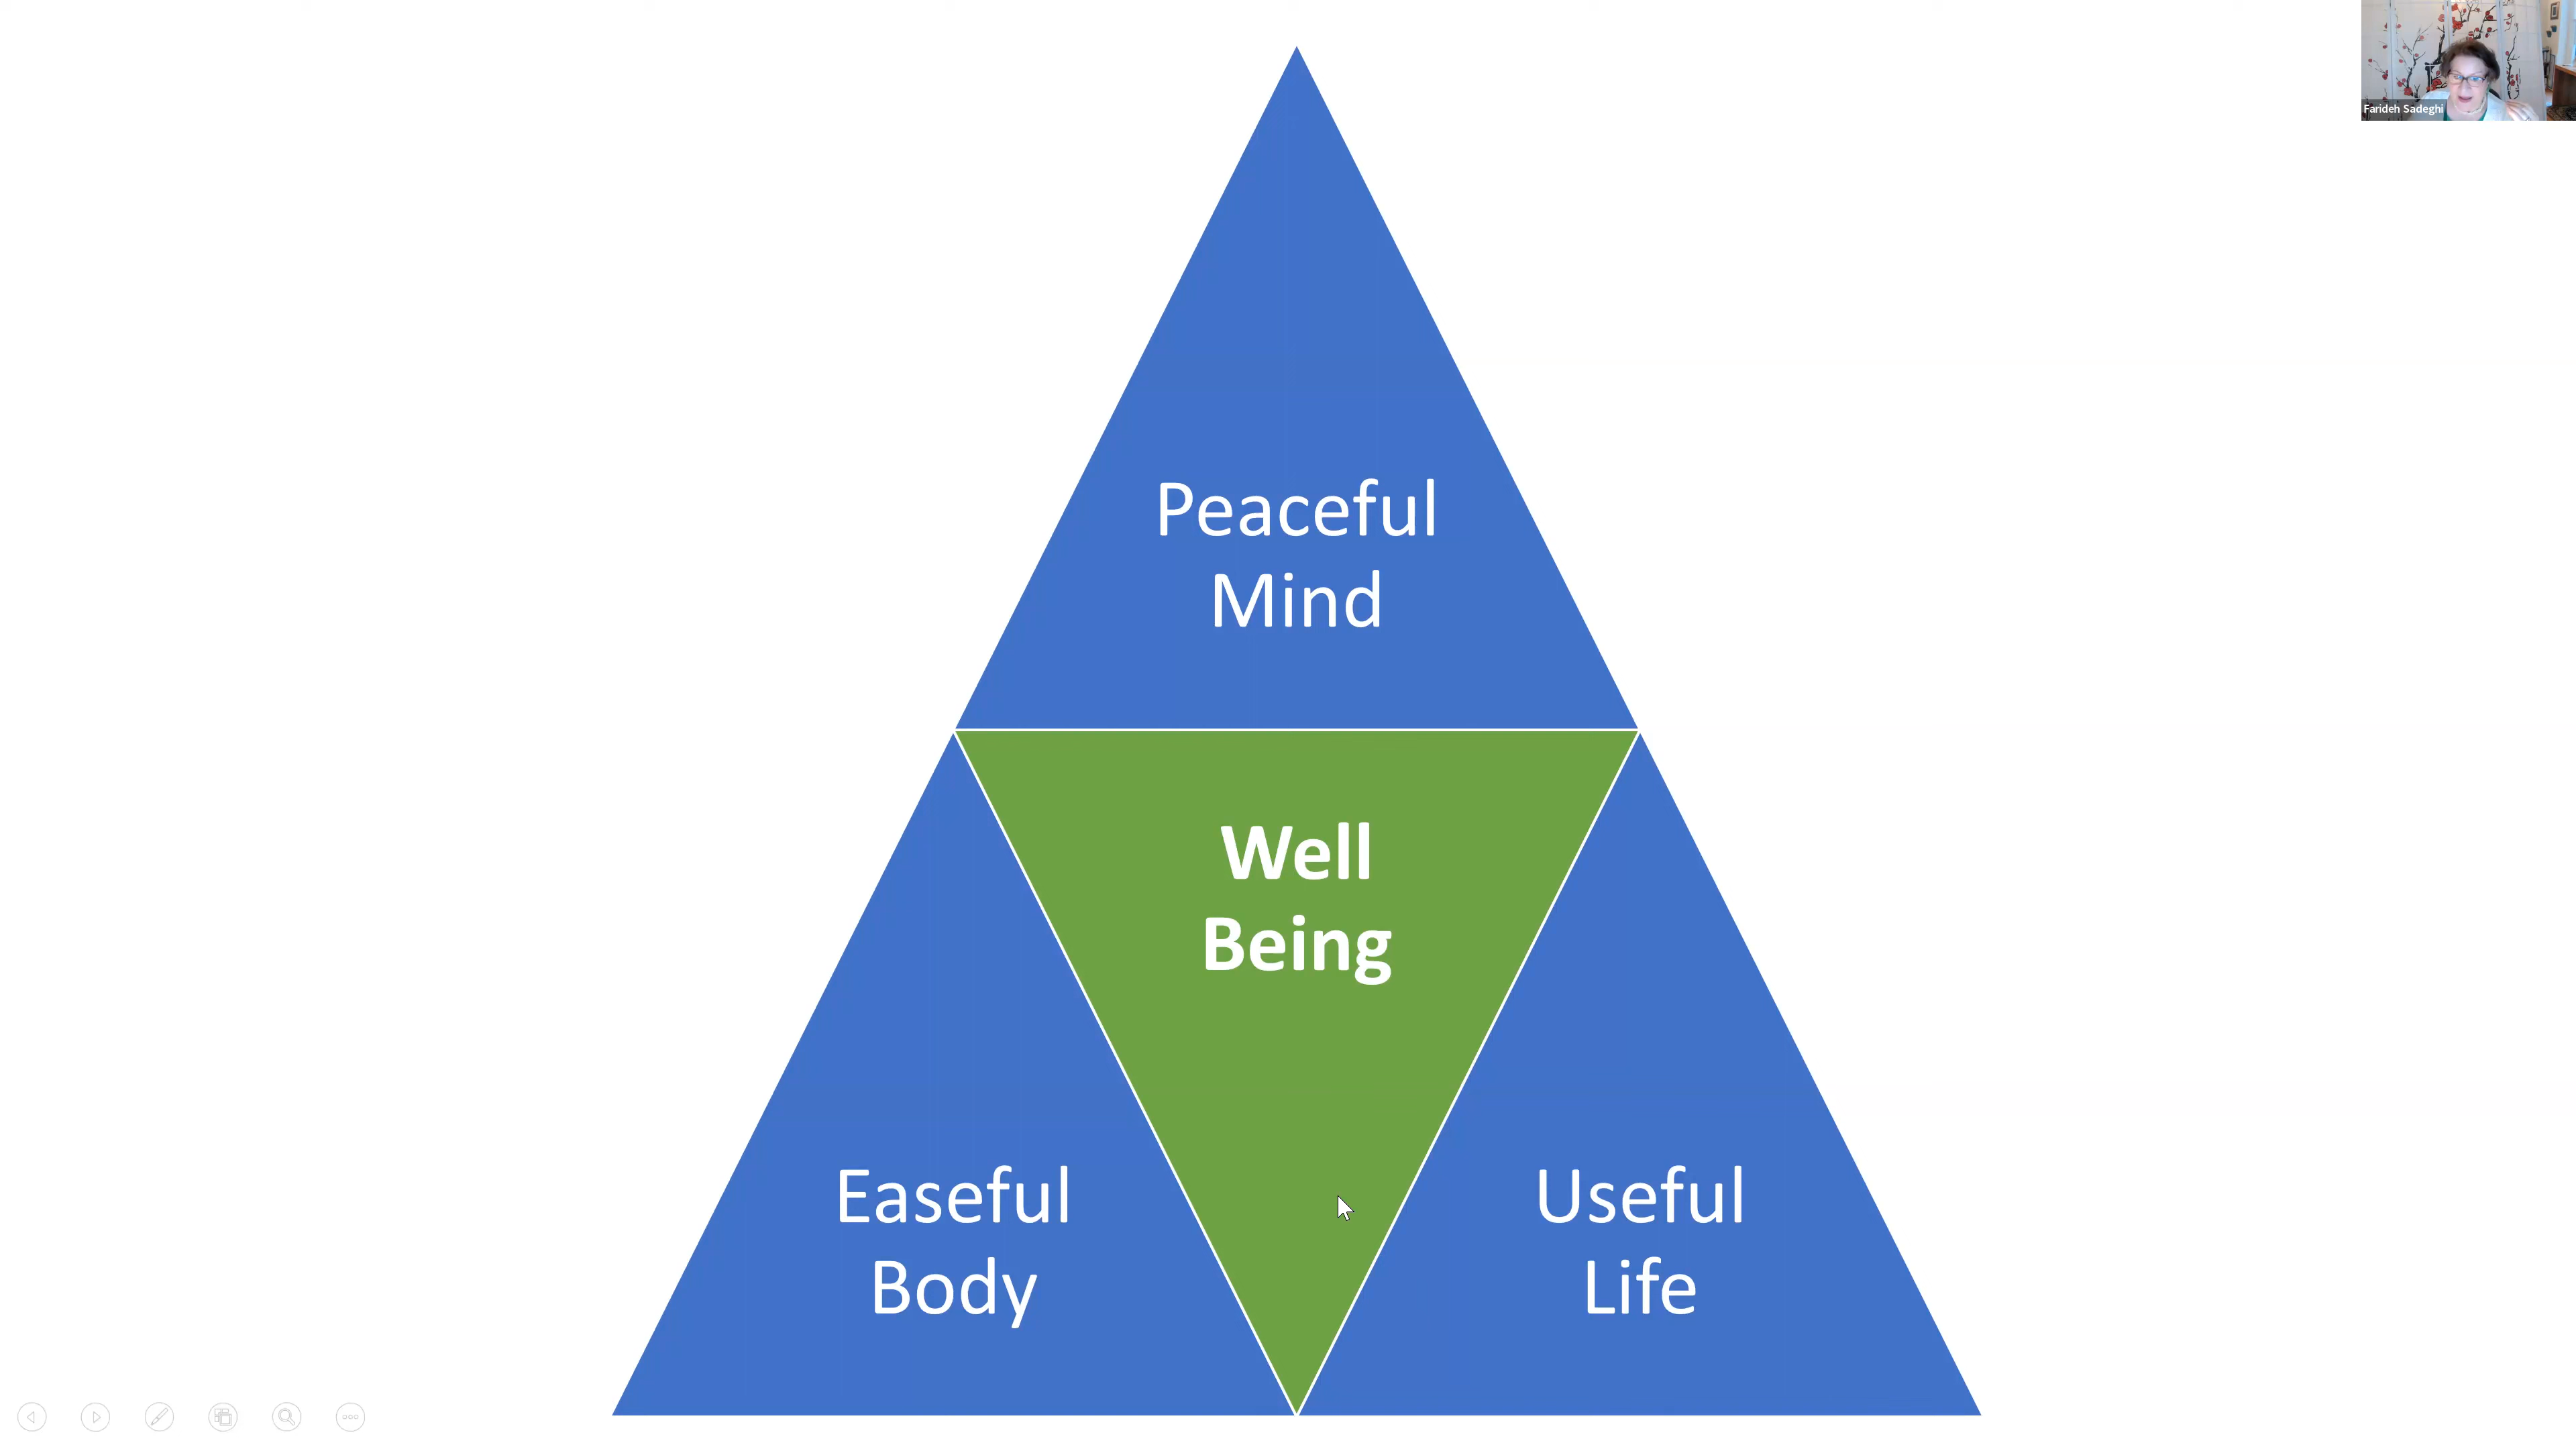 Farideh Sadeghi
Peaceful
Mind
Well
Being
Easeful
Body
Useful
Life